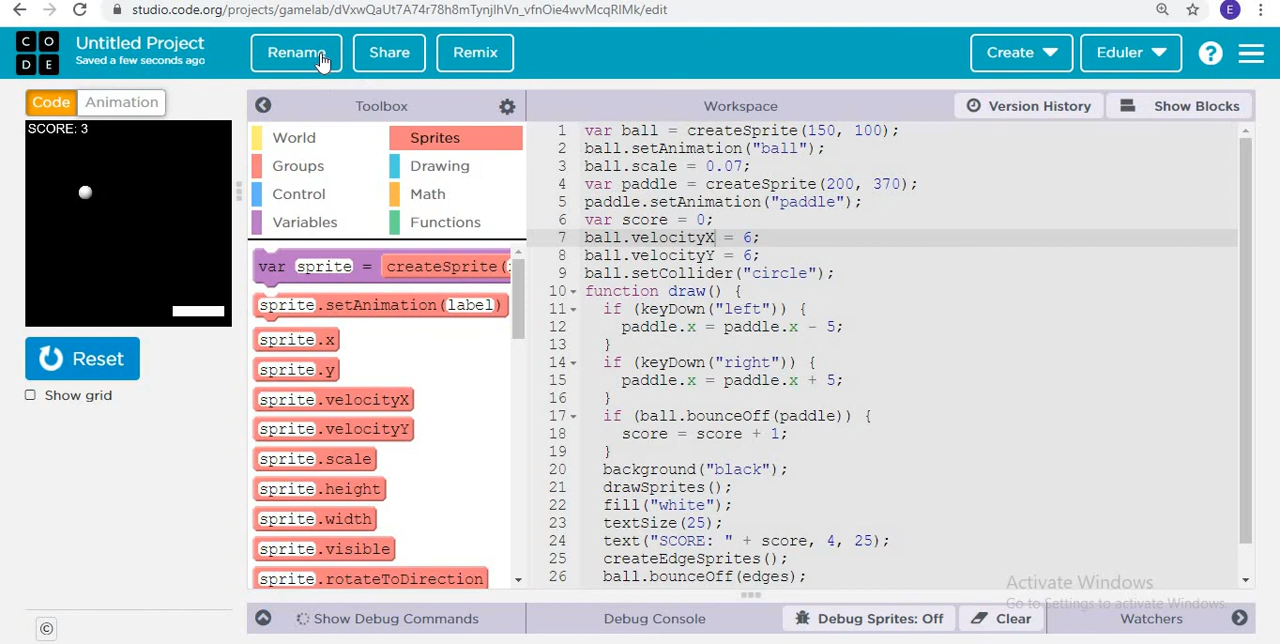 studio.code.org/projects/gamelab/dVxwQaUt7A74r78h8mTynjlhVn_vfnOie4wvMcqRlMk/edit
E
C O
D E
Untitled Project
Saved a few seconds ago
Rename
Share
Remix
Create
Eduler
?
Code
Animation
Toolbox
Workspace
Version History
Show Blocks
SCORE: 3
Reset
Show grid
World
Sprites
Groups
Drawing
Control
Math
Variables
Functions
var sprite = createSprite(
sprite.setAnimation(label)
sprite.x
sprite.y
sprite.velocityX
sprite.velocityY
sprite.scale
sprite.height
sprite.width
sprite.visible
sprite.rotateToDirection
1 var ball = createSprite(150, 100);
2 ball.setAnimation("ball");
3 ball.scale = 0.07;
4 var paddle = createSprite(200, 370);
5 paddle.setAnimation("paddle");
6 var score = 0;
7 ball.velocityX = 6;
8 ball.velocityY = 6;
9 ball.setCollider("circle");
10 function draw() {
11 if (keyDown("left")) {
12 paddle.x = paddle.x - 5;
13 }
14 if (keyDown("right")) {
15 paddle.x = paddle.x + 5;
16 }
17 if (ball.bounceOff(paddle)) {
18 score = score + 1;
19 }
20 background("black");
21 drawSprites();
22 fill("white");
23 textSize(25);
24 text("SCORE: " + score, 4, 25);
25 createEdgeSprites();
26 ball.bounceOff(edges);
Activate Windows
Go to Settings to activate Windows.
©
Show Debug Commands
Debug Console
Debug Sprites: Off
Clear
Watchers